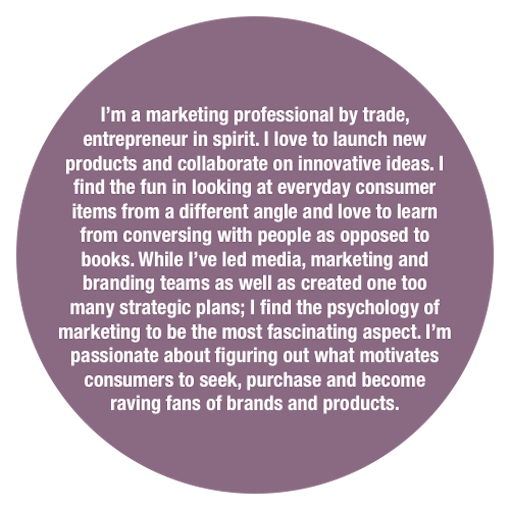 I’m a marketing professional by trade,
entrepreneur in spirit. I love to launch new
products and collaborate on innovative ideas. I
find the fun in looking at everyday consumer
items from a different angle and love to learn
from conversing with people as opposed to
books. While I’ve led media, marketing and
branding teams as well as created one too
many strategic plans; I find the psychology of
marketing to be the most fascinating aspect. I’m
passionate about figuring out what motivates
consumers to seek, purchase and become
raving fans of brands and products.